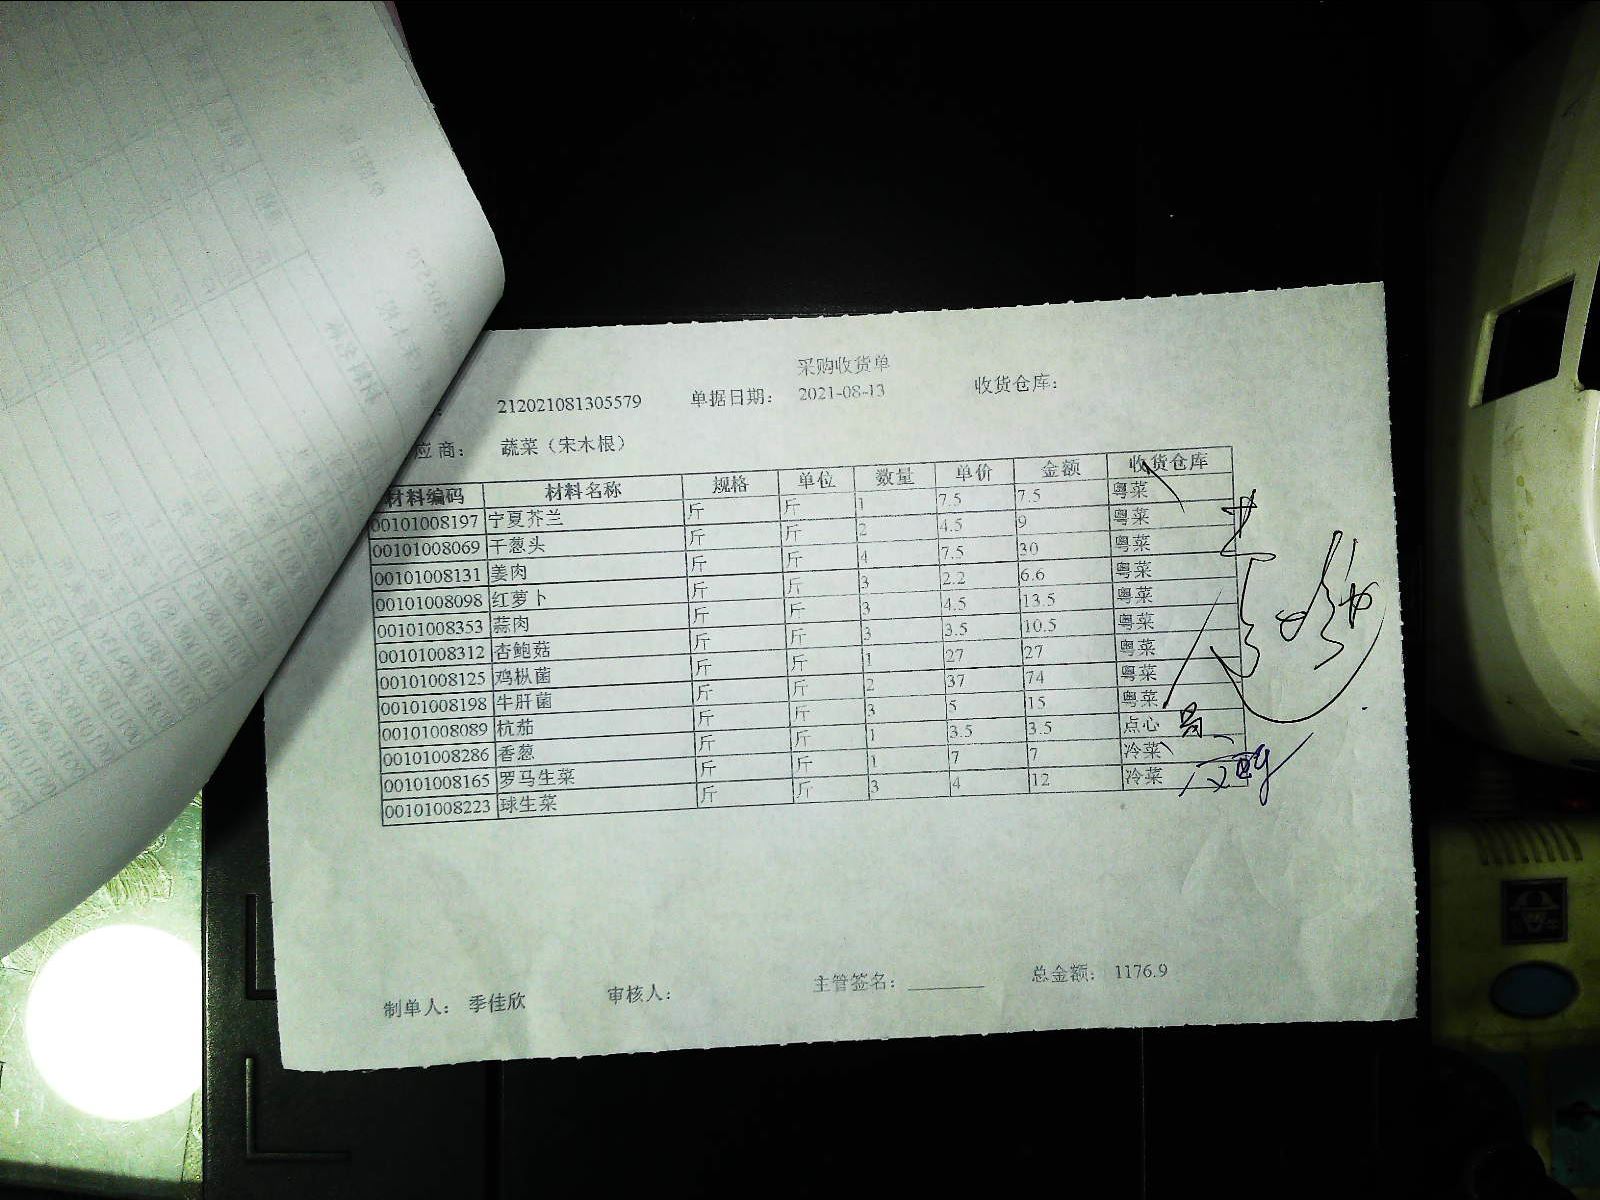 采购收货单
212021081305579 单据日期： 2021-08-13 收货仓库：
应商： 蔬菜（宋木根）
材料编码 材料名称 规格 单位 数量 单价 金额 收货仓库
00101008197 宁夏芥兰 斤 斤 1 7.5 7.5 粤菜
00101008069 干葱头 斤 斤 2 4.5 9 粤菜
00101008131 姜肉 斤 斤 4 7.5 30 粤菜
00101008098 红萝卜 斤 斤 3 2.2 6.6 粤菜
00101008353 蒜肉 斤 斤 3 4.5 13.5 粤菜
00101008312 杏鲍菇 斤 斤 3 3.5 10.5 粤菜
00101008125 鸡枞菌 斤 斤 1 27 27 粤菜
00101008198 牛肝菌 斤 斤 2 37 74 粤菜
00101008089 杭茄 斤 斤 3 5 15 粤菜
00101008286 香葱 斤 斤 1 3.5 3.5 点心
00101008165 罗马生菜 斤 斤 1 7 7 冷菜
00101008223 球生菜 斤 斤 3 4 12 冷菜
制单人： 季佳欣 审核人： 主管签名： 总金额： 1176.9